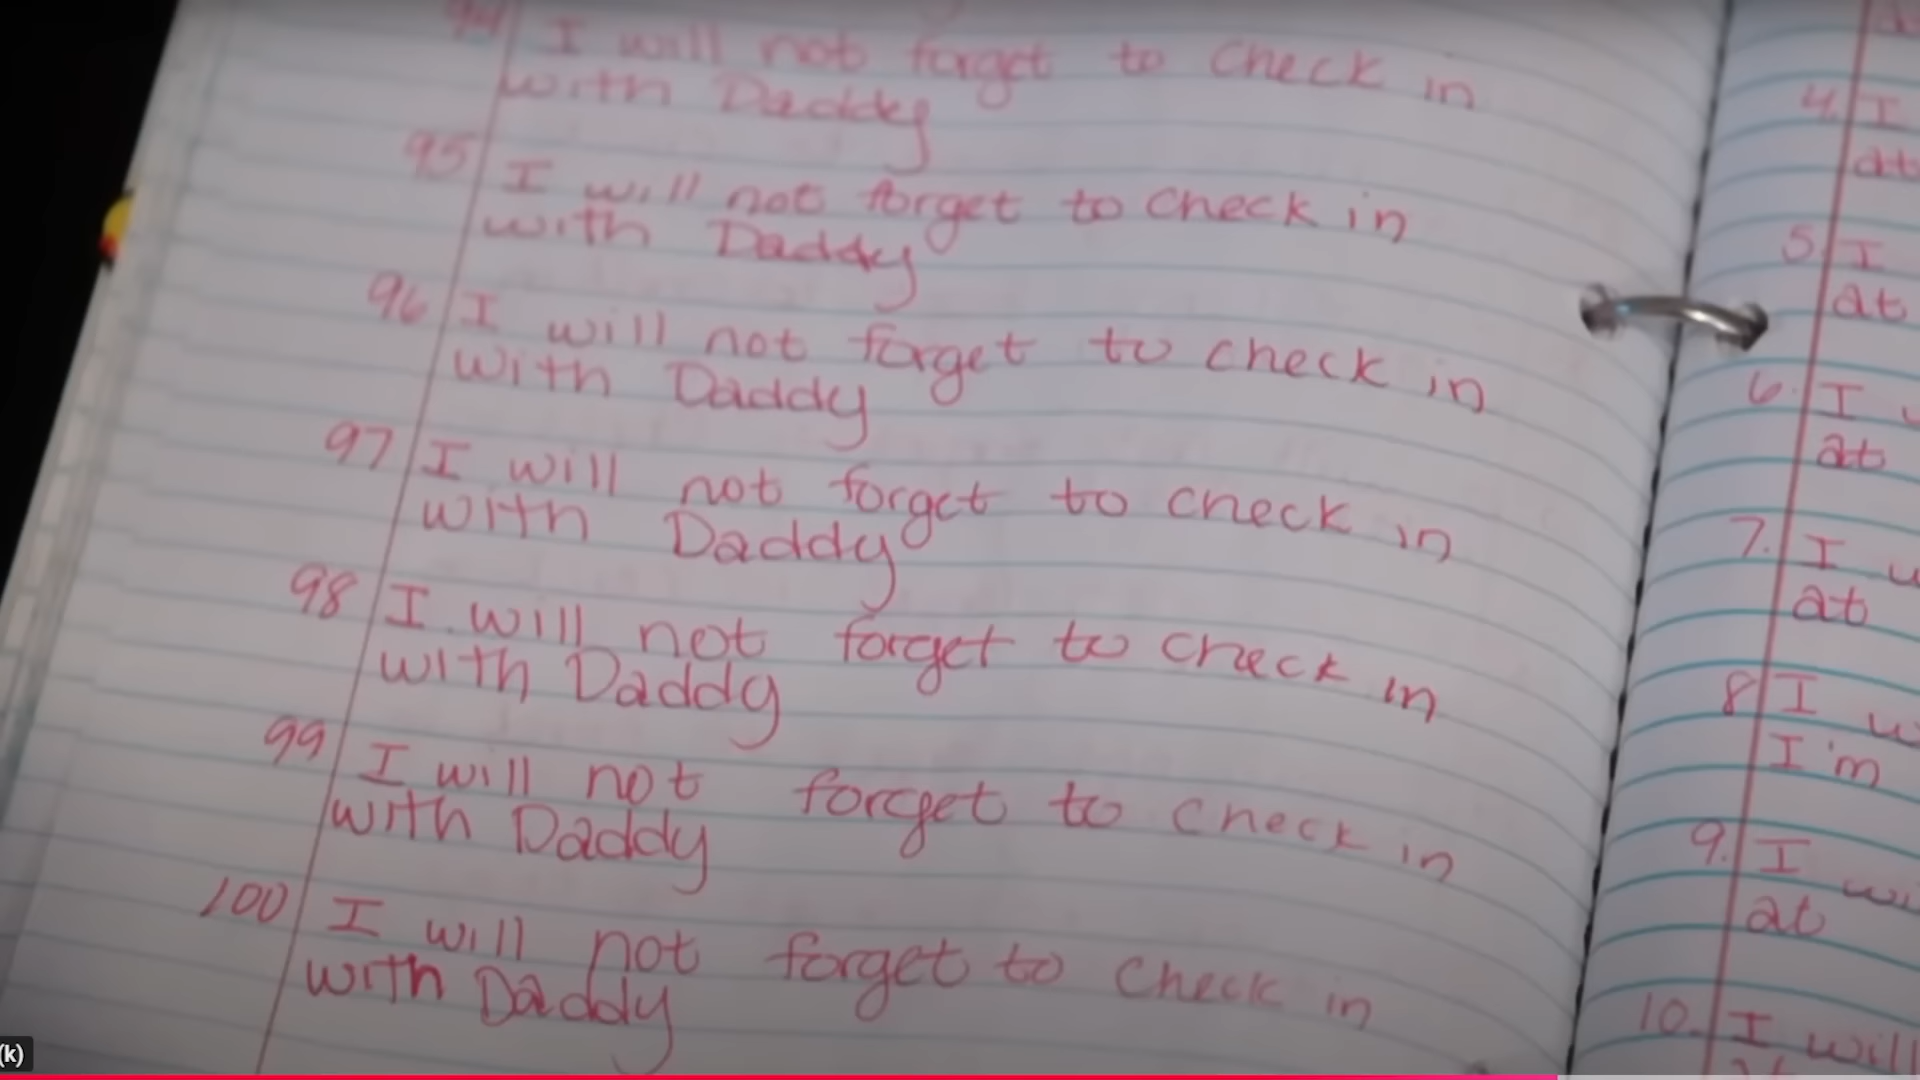 94 I will not forget to check in
with Daddy
95 I will not forget to check in
with Daddy
96 I will not forget to check in
with Daddy
97 I will not forget to check in
with Daddy
98 I will not forget to check in
with Daddy
99 I will not forget to check in
with Daddy
100 I will not forget to check in
with Daddy
4. I
at
5. I
at
6. I
at
7. I
at
8 I
I'm
9. I
at
10. I will
(k)